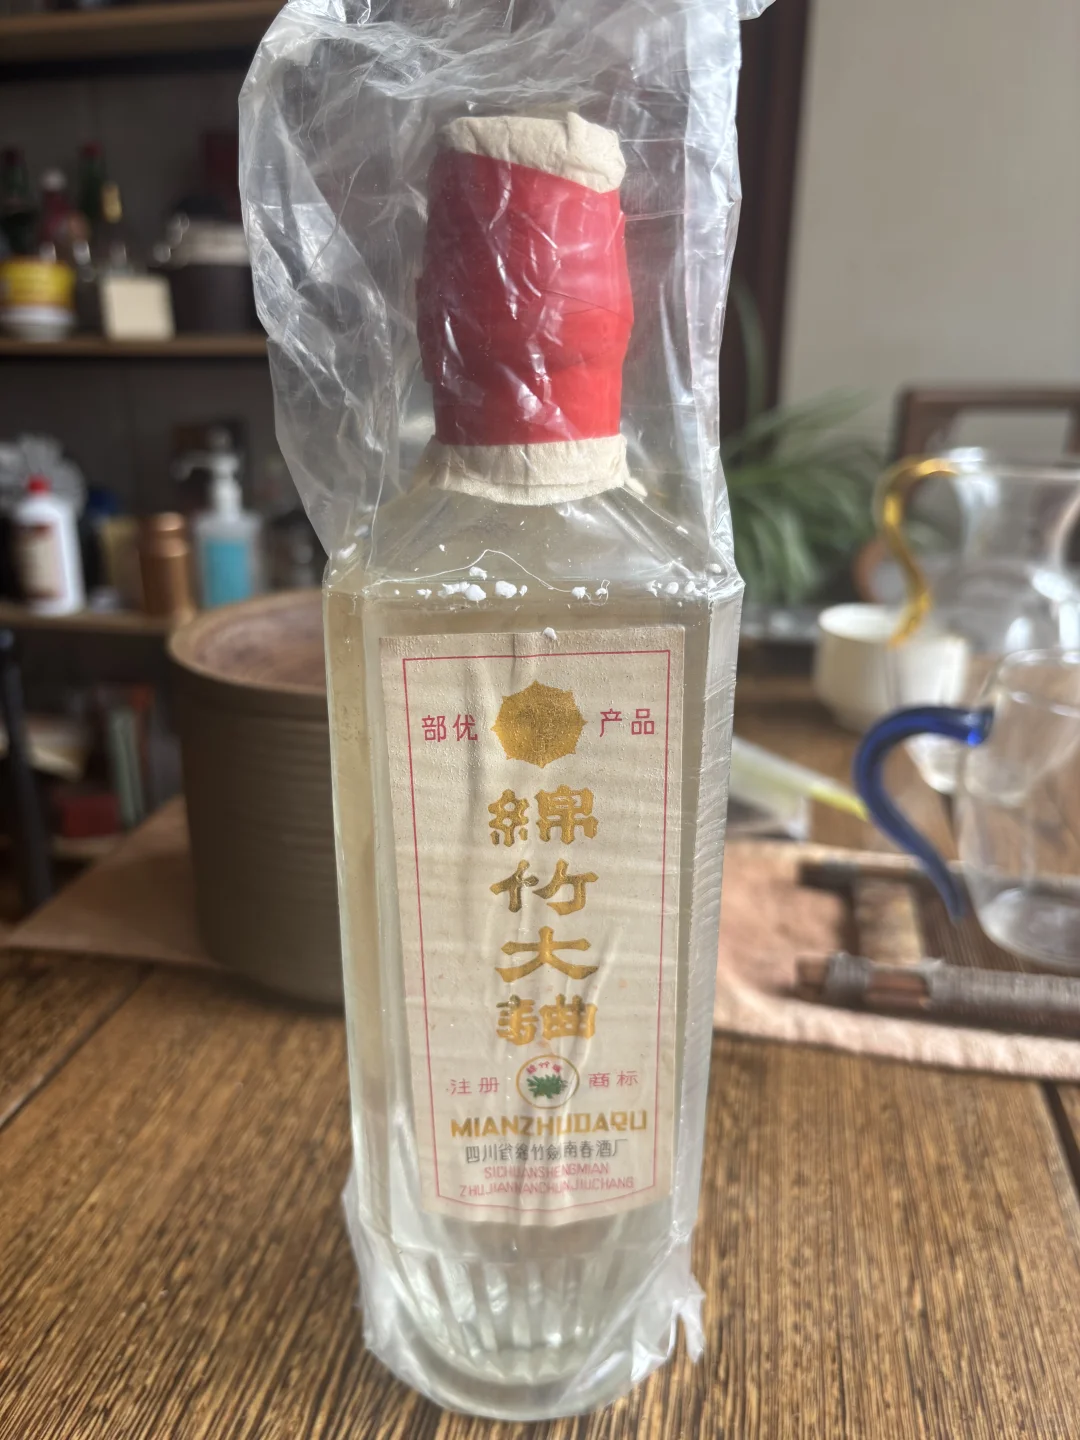 部优 产品
綿
竹
大
麯
注册 商标
MIANZHUDAQU
四川省绵竹剑南春酒厂
SICHUANSHENGMIAN
ZHUJIANNANCHUNJIUCHANG